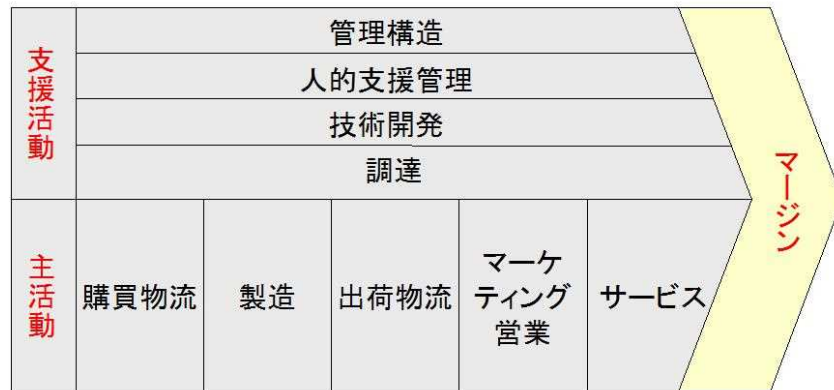 支援活動
管理構造
人的支援管理
技術開発
調達
マージン
主活動
購買物流
製造
出荷物流
マーケ
ティング
営業
サービス